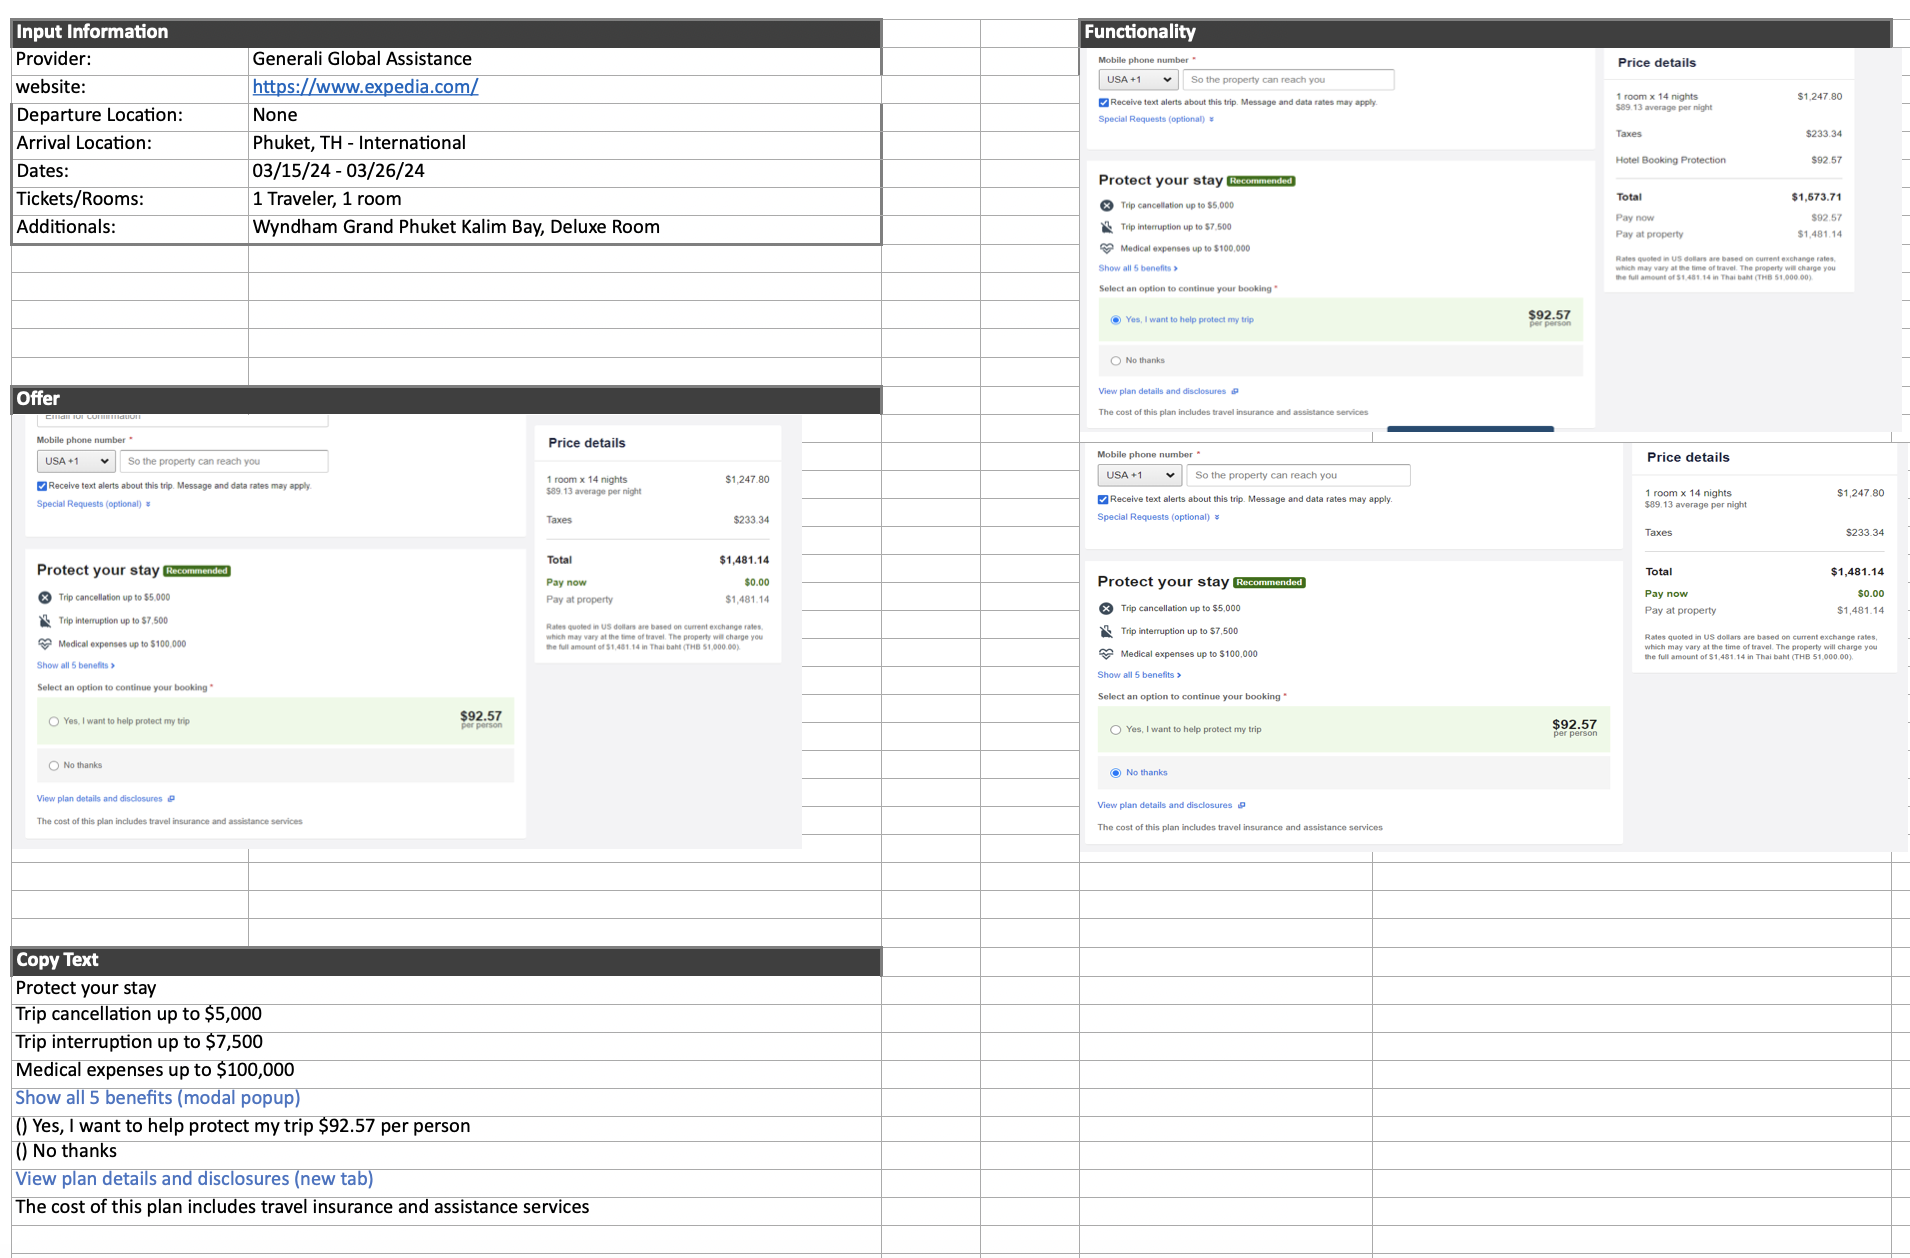 Input Information
Provider: Generali Global Assistance
website: https://www.expedia.com/
Departure Location: None
Arrival Location: Phuket, TH - International
Dates: 03/15/24 - 03/26/24
Tickets/Rooms: 1 Traveler, 1 room
Additionals: Wyndham Grand Phuket Kalim Bay, Deluxe Room
Offer
Email for confirmation
Mobile phone number *
USA +1 So the property can reach you
Receive text alerts about this trip. Message and data rates may apply.
Special Requests (optional)
Protect your stay Recommended
Trip cancellation up to $5,000
Trip interruption up to $7,500
Medical expenses up to $100,000
Show all 5 benefits
Select an option to continue your booking *
Yes, I want to help protect my trip $92.57
per person
No thanks
View plan details and disclosures
The cost of this plan includes travel insurance and assistance services
Price details
1 room x 14 nights $1,247.80
$89.13 average per night
Taxes $233.34
Total $1,481.14
Pay now $0.00
Pay at property $1,481.14
Rates quoted in US dollars are based on current exchange rates,
which may vary at the time of travel. The property will charge you
the full amount of $1,481.14 in Thai baht (THB 51,000.00).
Copy Text
Protect your stay
Trip cancellation up to $5,000
Trip interruption up to $7,500
Medical expenses up to $100,000
Show all 5 benefits (modal popup)
() Yes, I want to help protect my trip $92.57 per person
() No thanks
View plan details and disclosures (new tab)
The cost of this plan includes travel insurance and assistance services
Functionality
Mobile phone number *
USA +1 So the property can reach you
Receive text alerts about this trip. Message and data rates may apply.
Special Requests (optional)
Protect your stay Recommended
Trip cancellation up to $5,000
Trip interruption up to $7,500
Medical expenses up to $100,000
Show all 5 benefits
Select an option to continue your booking *
Yes, I want to help protect my trip $92.57
per person
No thanks
View plan details and disclosures
The cost of this plan includes travel insurance and assistance services
Price details
1 room x 14 nights $1,247.80
$89.13 average per night
Taxes $233.34
Hotel Booking Protection $92.57
Total $1,573.71
Pay now $92.57
Pay at property $1,481.14
Rates quoted in US dollars are based on current exchange rates,
which may vary at the time of travel. The property will charge you
the full amount of $1,481.14 in Thai baht (THB 51,000.00).
Mobile phone number *
USA +1 So the property can reach you
Receive text alerts about this trip. Message and data rates may apply.
Special Requests (optional)
Protect your stay Recommended
Trip cancellation up to $5,000
Trip interruption up to $7,500
Medical expenses up to $100,000
Show all 5 benefits
Select an option to continue your booking *
Yes, I want to help protect my trip $92.57
per person
No thanks
View plan details and disclosures
The cost of this plan includes travel insurance and assistance services
Price details
1 room x 14 nights $1,247.80
$89.13 average per night
Taxes $233.34
Total $1,481.14
Pay now $0.00
Pay at property $1,481.14
Rates quoted in US dollars are based on current exchange rates,
which may vary at the time of travel. The property will charge you
the full amount of $1,481.14 in Thai baht (THB 51,000.00).